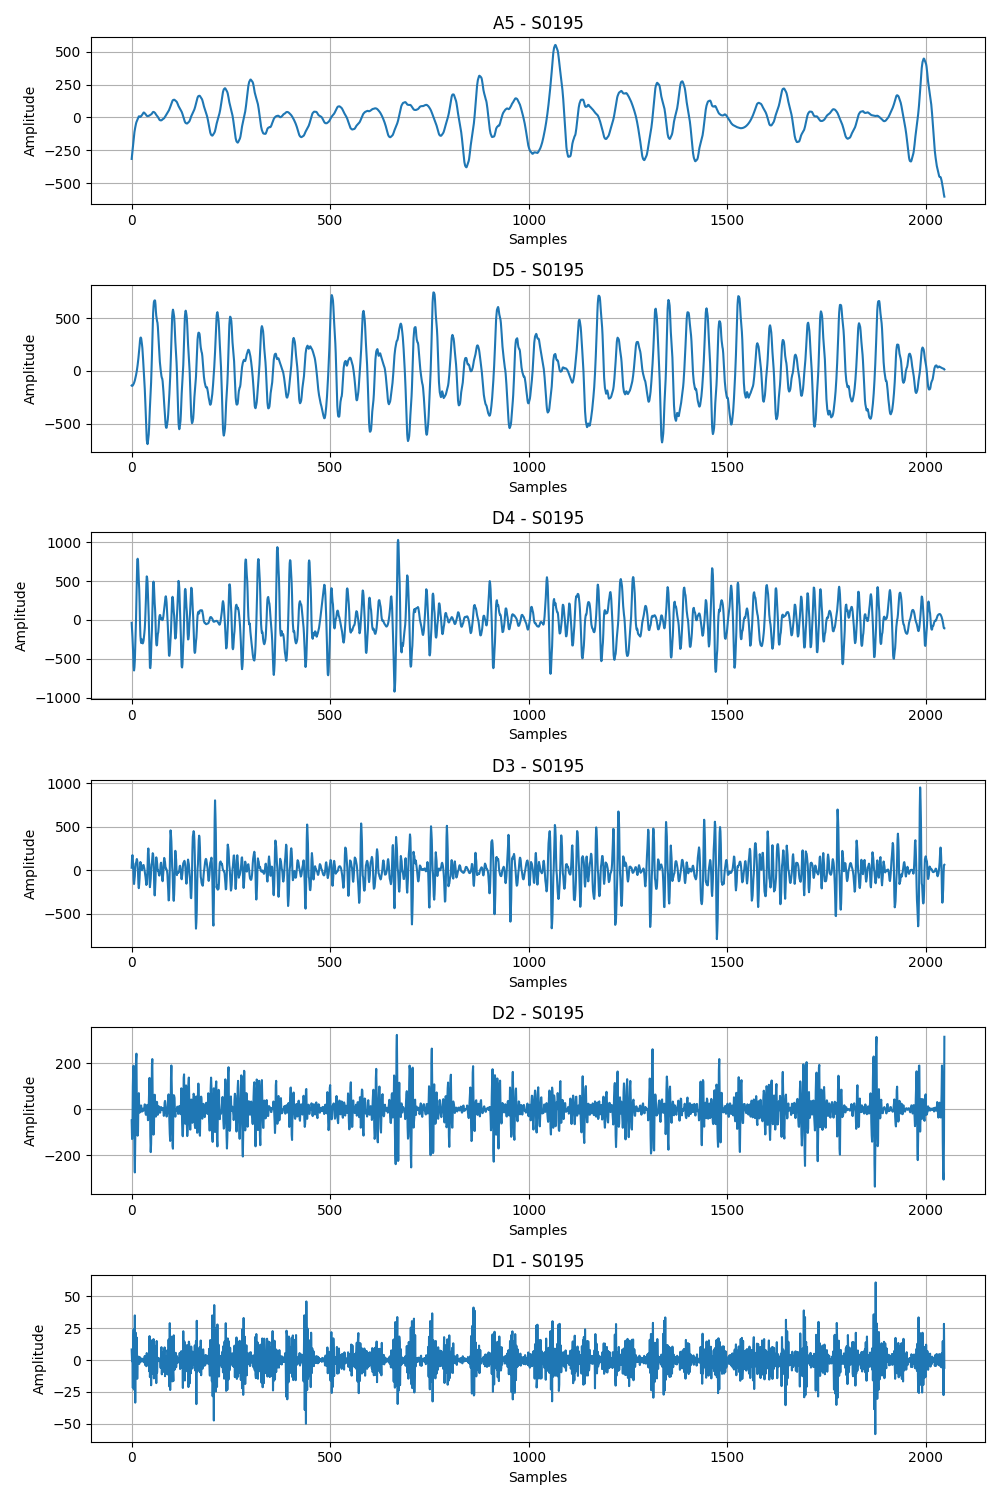 A5 - S0195
500
250
0
−250
−500
Amplitude
0 500 1000 1500 2000
Samples
D5 - S0195
500
0
−500
Amplitude
0 500 1000 1500 2000
Samples
D4 - S0195
1000
500
0
−500
−1000
Amplitude
0 500 1000 1500 2000
Samples
D3 - S0195
1000
500
0
−500
Amplitude
0 500 1000 1500 2000
Samples
D2 - S0195
200
0
−200
Amplitude
0 500 1000 1500 2000
Samples
D1 - S0195
50
25
0
−25
−50
Amplitude
0 500 1000 1500 2000
Samples